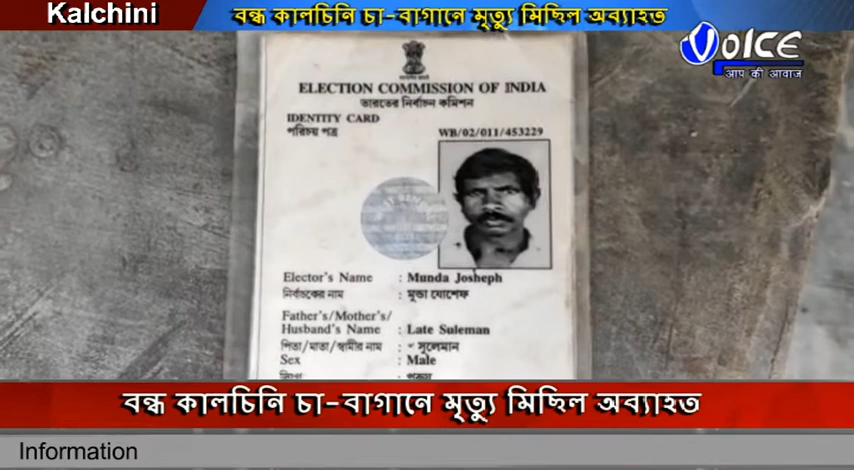 Kalchini
বন্ধ কালচিনি চা-বাগানে মৃত্যু মিছিল অব্যাহত
VOICE
आप की आवाज
ELECTION COMMISSION OF INDIA
ভারতের নির্বাচন কমিশন
IDENTITY CARD
পরিচয় পত্র
WB/02/011/453229
Elector's Name : Munda Josheph
নির্বাচকের নাম : মুন্ডা যোশেফ
Father's/Mother's/
Husband's Name : Late Suleman
পিতা/মাতা/স্বামীর নাম : সুলেমান
Sex : Male
বন্ধ কালচিনি চা-বাগানে মৃত্যু মিছিল অব্যাহত
Information